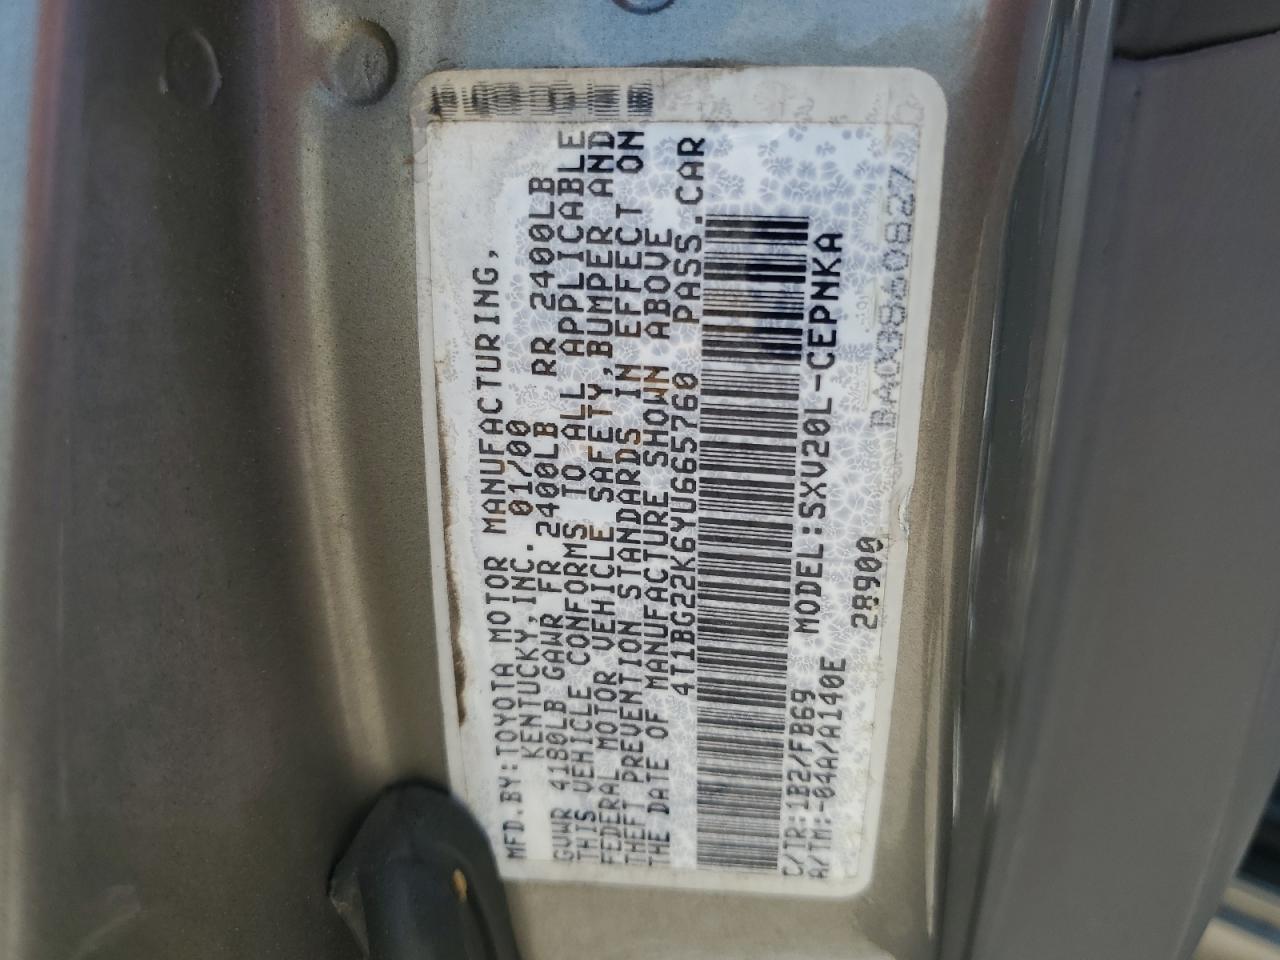 MFD.BY:TOYOTA MOTOR MANUFACTURING,
KENTUCKY,INC. 01/00
GVWR 4180LB GAWR FR 2400LB RR 2400LB
THIS VEHICLE CONFORMS TO ALL APPLICABLE
FEDERAL MOTOR VEHICLE SAFETY,BUMPER AND
THEFT PREVENTION STANDARDS IN EFFECT ON
THE DATE OF MANUFACTURE SHOWN ABOVE
4T1BG22K6YU665760 PASS.CAR
C/TR:1B2/FB69 MODEL:SXV20L-CEPNKA
A/TM:-04A/A140E
28900